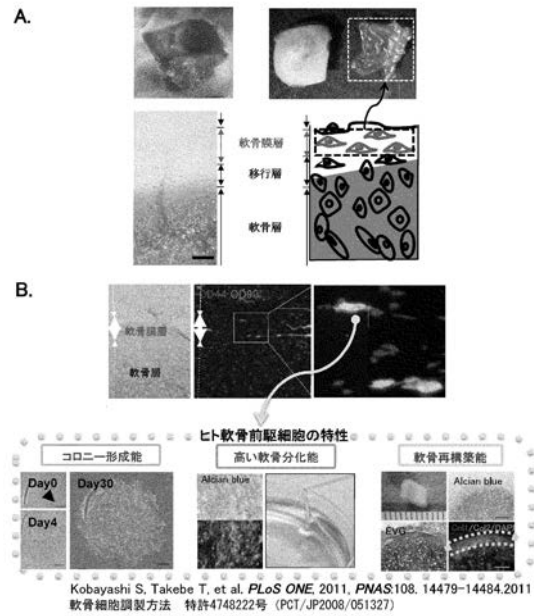 A.
軟骨膜層
移行層
軟骨層
B.
CD44 CD90
軟骨膜層
軟骨層
ヒト軟骨前駆細胞の特性
コロニー形成能
高い軟骨分化能
軟骨再構築能
Day0
Day30
Day4
Alcian blue
Alcian blue
EVG
Col1/Col2/DAPI
Kobayashi S, Takebe T, et al. PLoS ONE, 2011, PNAS:108. 14479-14484.2011
軟骨細胞調製方法 特許4748222号 (PCT/JP2008/051327)